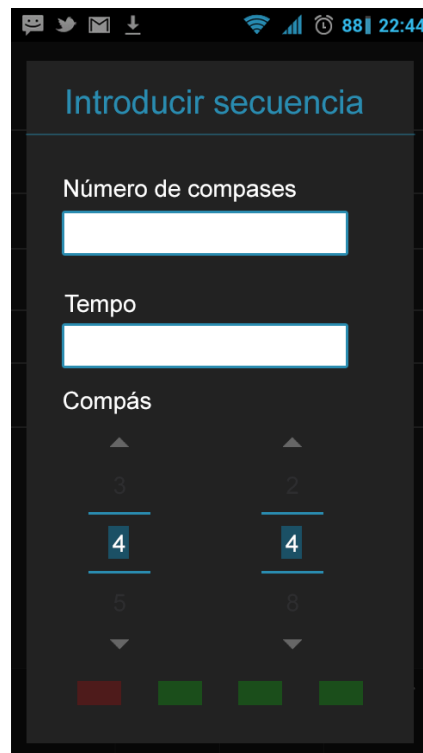 88 22:44
Introducir secuencia
Número de compases
Tempo
Compás
3 2
4 4
5 8